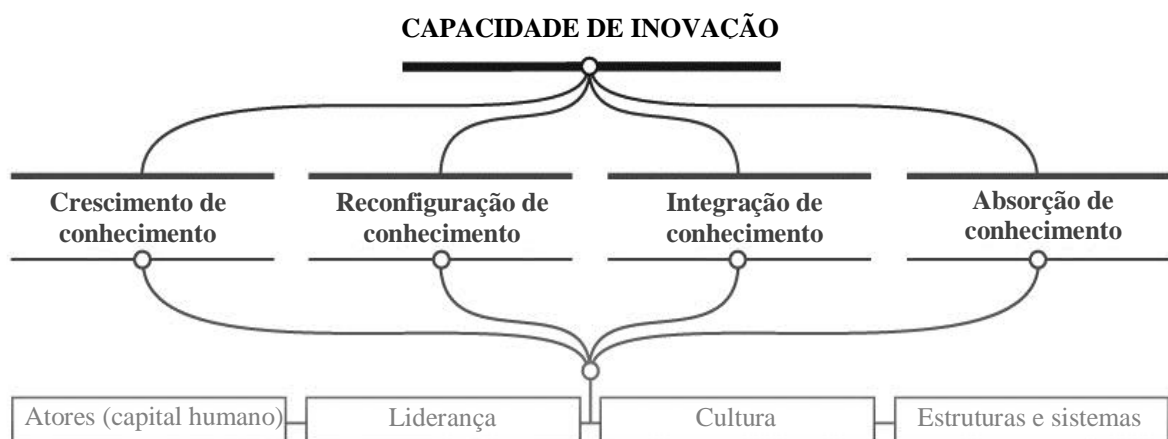 CAPACIDADE DE INOVAÇÃO
Crescimento de
conhecimento
Reconfiguração de
conhecimento
Integração de
conhecimento
Absorção de
conhecimento
Atores (capital humano)
Liderança
Cultura
Estruturas e sistemas